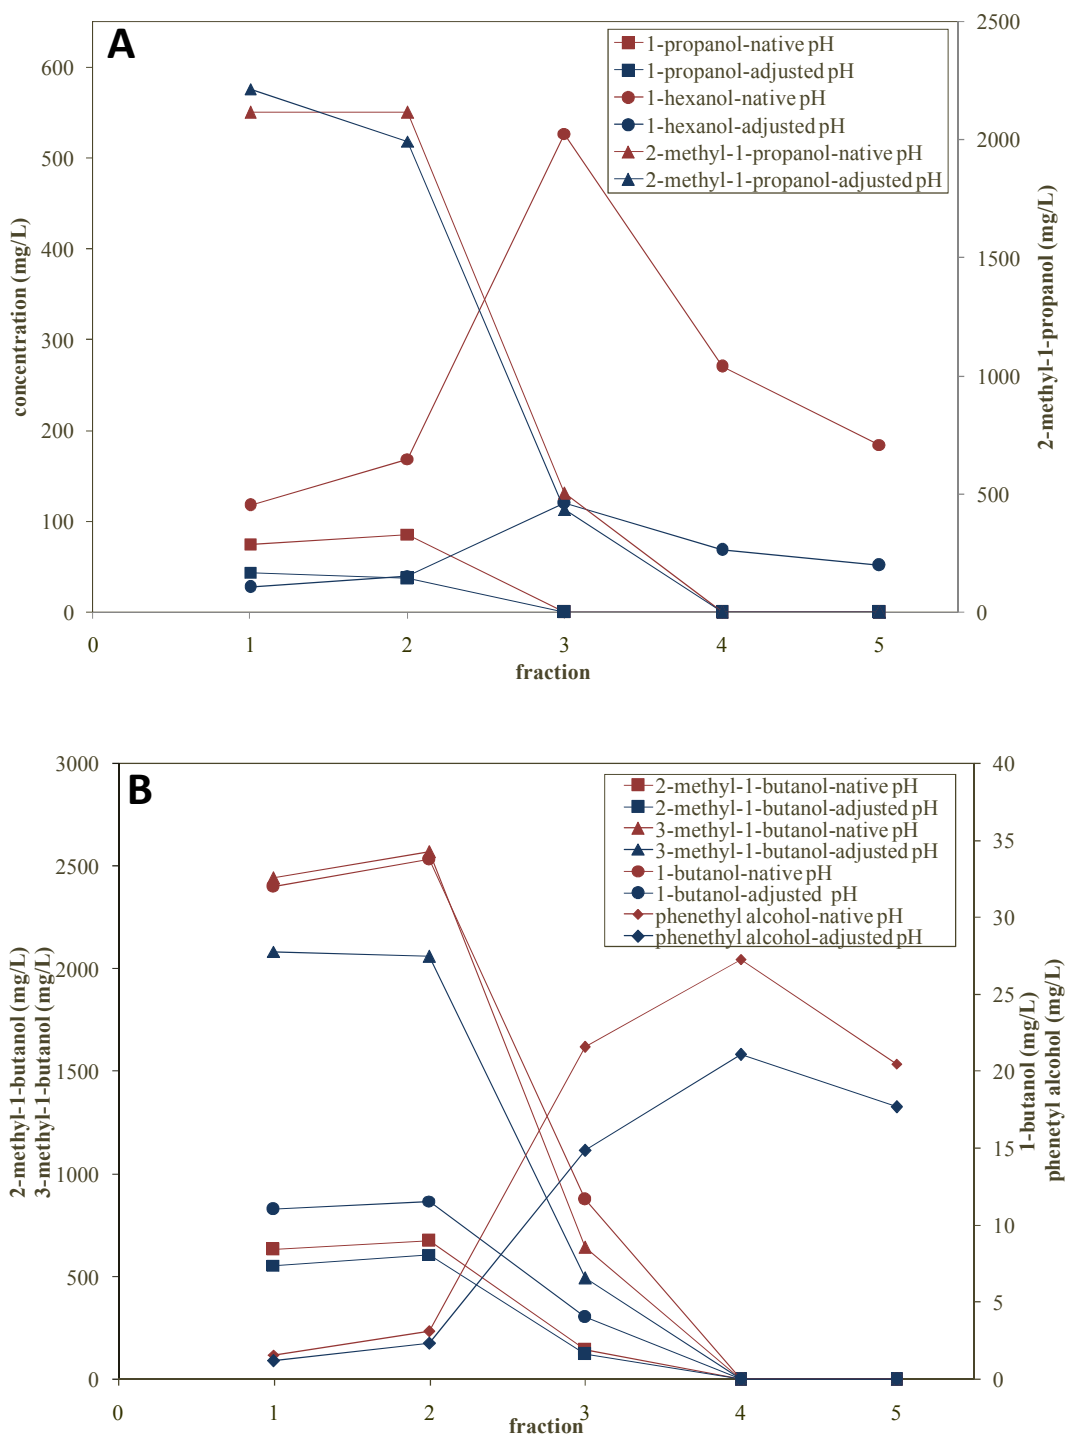 A
1-propanol-native pH
1-propanol-adjusted pH
1-hexanol-native pH
1-hexanol-adjusted pH
2-methyl-1-propanol-native pH
2-methyl-1-propanol-adjusted pH
concentration (mg/L)
600
500
400
300
200
100
0
2500
2000
1500
1000
500
0
2-methyl-1-propanol (mg/L)
0 1 2 3 4 5
fraction
B
2-methyl-1-butanol-native pH
2-methyl-1-butanol-adjusted pH
3-methyl-1-butanol-native pH
3-methyl-1-butanol-adjusted pH
1-butanol-native pH
1-butanol-adjusted pH
phenethyl alcohol-native pH
phenethyl alcohol-adjusted pH
2-methyl-1-butanol (mg/L)
3-methyl-1-butanol (mg/L)
3000
2500
2000
1500
1000
500
0
40
35
30
25
20
15
10
5
0
1-butanol (mg/L)
phenetyl alcohol (mg/L)
0 1 2 3 4 5
fraction